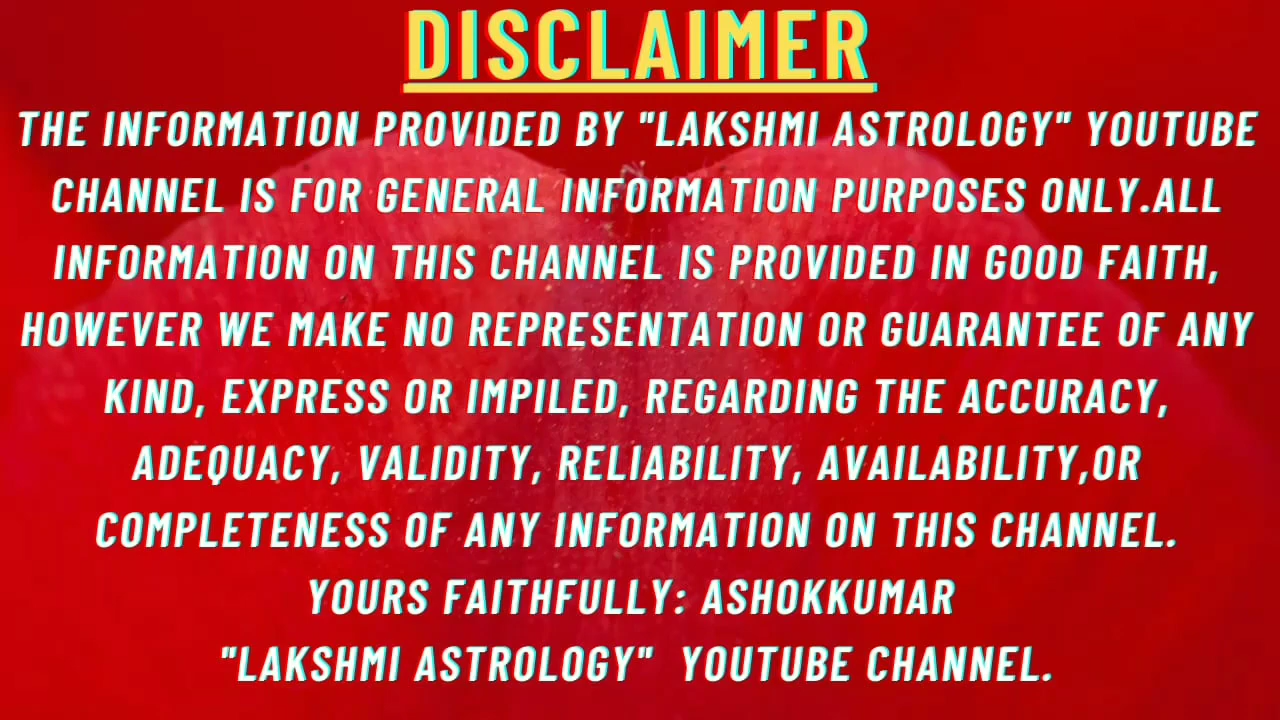 DISCLAIMER
THE INFORMATION PROVIDED BY "LAKSHMI ASTROLOGY" YOUTUBE
CHANNEL IS FOR GENERAL INFORMATION PURPOSES ONLY.ALL
INFORMATION ON THIS CHANNEL IS PROVIDED IN GOOD FAITH,
HOWEVER WE MAKE NO REPRESENTATION OR GUARANTEE OF ANY
KIND, EXPRESS OR IMPILED, REGARDING THE ACCURACY,
ADEQUACY, VALIDITY, RELIABILITY, AVAILABILITY,OR
COMPLETENESS OF ANY INFORMATION ON THIS CHANNEL.
YOURS FAITHFULLY: ASHOKKUMAR
"LAKSHMI ASTROLOGY" YOUTUBE CHANNEL.